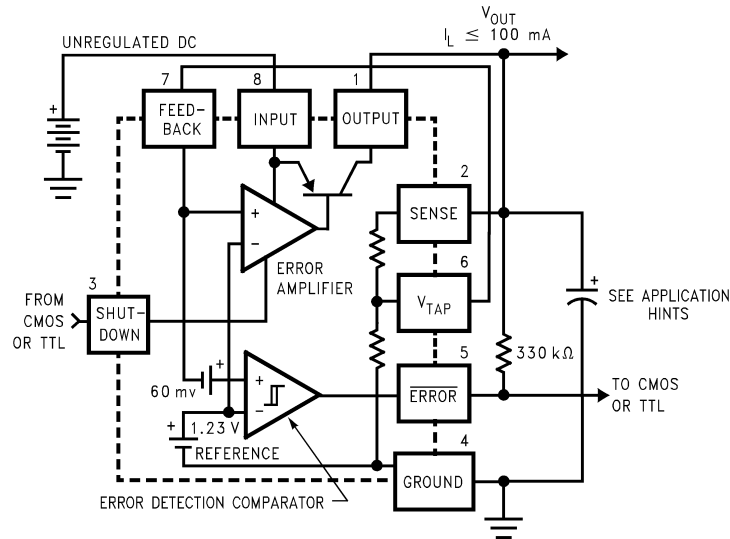 V_OUT
I_L ≤ 100 mA
UNREGULATED DC
7
8
1
FEED-
BACK
INPUT
OUTPUT
+
2
SENSE
+
−
ERROR
AMPLIFIER
6
V_TAP
3
FROM
CMOS
OR TTL
SHUT-
DOWN
+
SEE APPLICATION
HINTS
5
330 kΩ
ERROR
60 mv
+
+
−
TO CMOS
OR TTL
+
1.23 V
REFERENCE
4
GROUND
ERROR DETECTION COMPARATOR